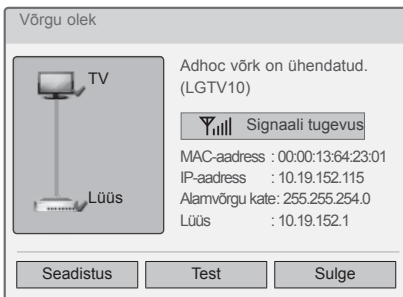 Võrgu olek
TV
Lüüs
Adhoc võrk on ühendatud.
(LGTV10)
Signaali tugevus
MAC-aadress : 00:00:13:64:23:01
IP-aadress : 10.19.152.115
Alamvõrgu kate: 255.255.254.0
Lüüs : 10.19.152.1
Seadistus Test Sulge